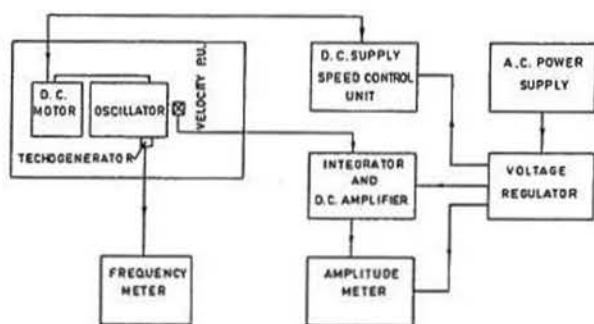 D.C. SUPPLY
SPEED CONTROL
UNIT
A.C. POWER
SUPPLY
D.C.
MOTOR
OSCILLATOR
VELOCITY P.U.
TECHOGENERATOR
INTEGRATOR
AND
D.C. AMPLIFIER
VOLTAGE
REGULATOR
FREQUENCY
METER
AMPLITUDE
METER